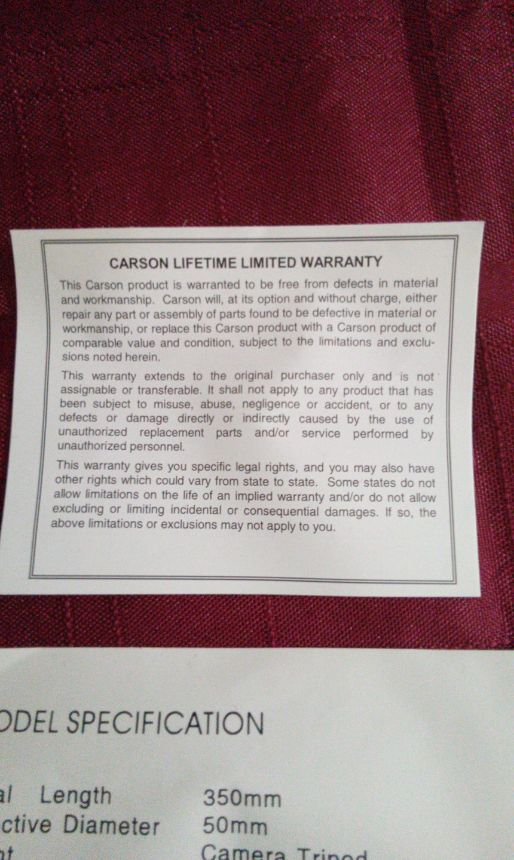 CARSON LIFETIME LIMITED WARRANTY
This Carson product is warranted to be free from defects in material
and workmanship. Carson will, at its option and without charge, either
repair any part or assembly of parts found to be defective in material or
workmanship, or replace this Carson product with a Carson product of
comparable value and condition, subject to the limitations and exclu-
sions noted herein.
This warranty extends to the original purchaser only and is not
assignable or transferable. It shall not apply to any product that has
been subject to misuse, abuse, negligence or accident, or to any
defects or damage directly or indirectly caused by the use of
unauthorized replacement parts and/or service performed by
unauthorized personnel.
This warranty gives you specific legal rights, and you may also have
other rights which could vary from state to state. Some states do not
allow limitations on the life of an implied warranty and/or do not allow
excluding or limiting incidental or consequential damages. If so, the
above limitations or exclusions may not apply to you.
ODEL SPECIFICATION
al Length 350mm
ctive Diameter 50mm
nt Camera Tripod